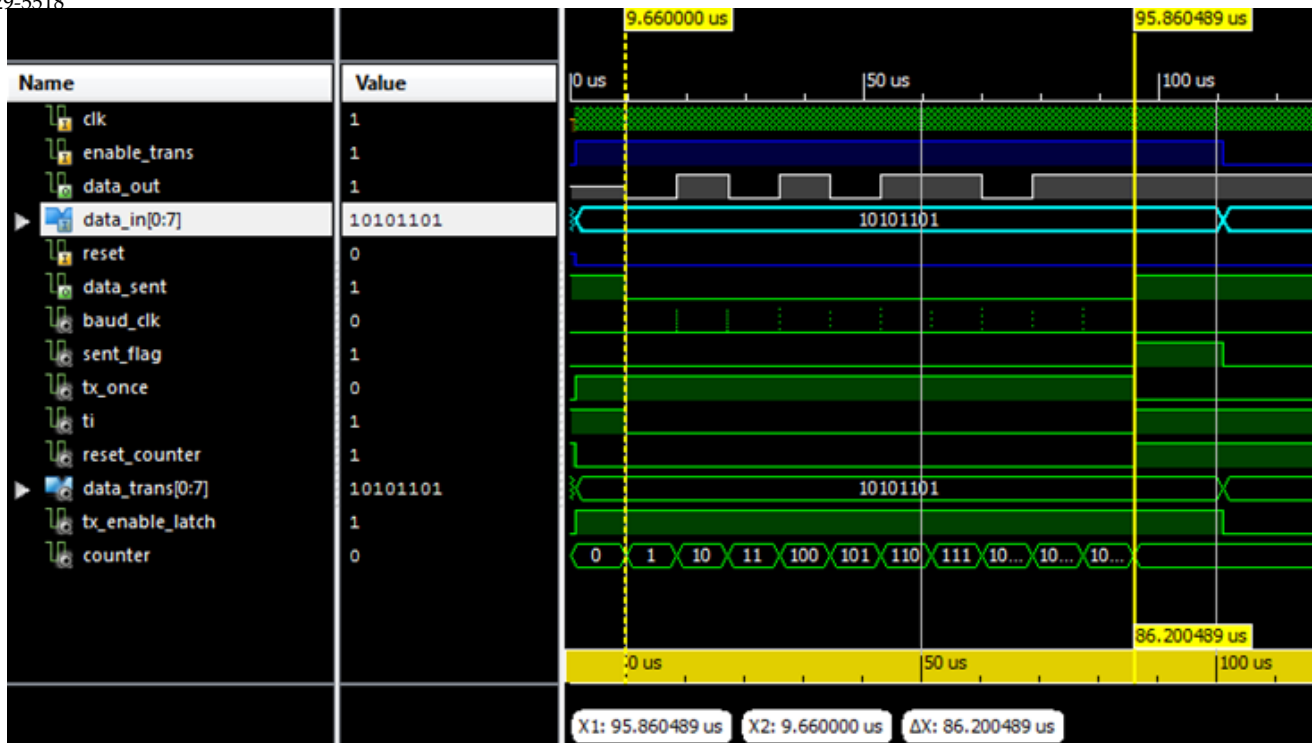 9.660000 us 95.860489 us
Name Value 0 us 50 us 100 us
clk 1
enable_trans 1
data_out 1
data_in[0:7] 10101101 10101101
reset 0
data_sent 1
baud_clk 0
sent_flag 1
tx_once 0
ti 1
reset_counter 1
data_trans[0:7] 10101101 10101101
tx_enable_latch 1
counter 0 0 1 10 11 100 101 110 111 10... 10... 10...
86.200489 us
0 us 50 us 100 us
X1: 95.860489 us X2: 9.660000 us ΔX: 86.200489 us